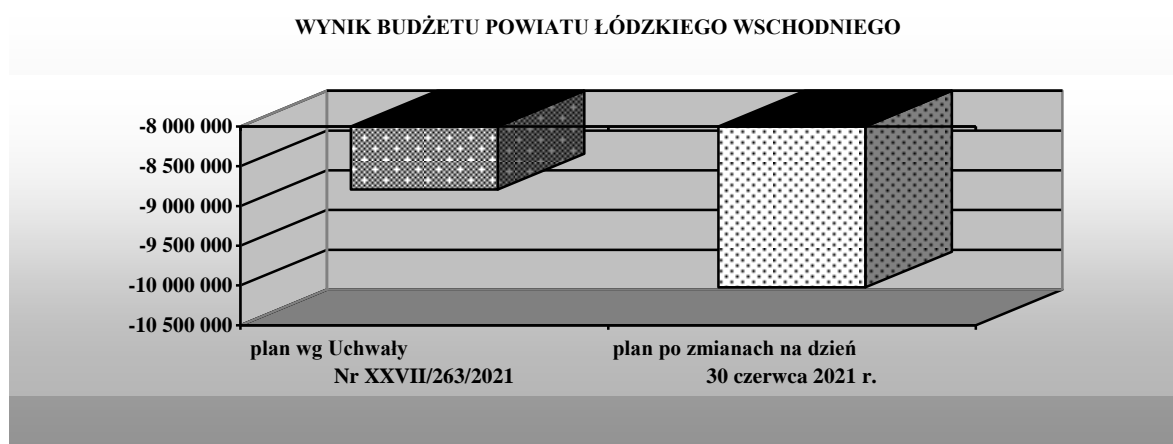 WYNIK BUDŻETU POWIATU ŁÓDZKIEGO WSCHODNIEGO
-8 000 000
-8 500 000
-9 000 000
-9 500 000
-10 000 000
-10 500 000
plan wg Uchwały
Nr XXVII/263/2021
plan po zmianach na dzień
30 czerwca 2021 r.